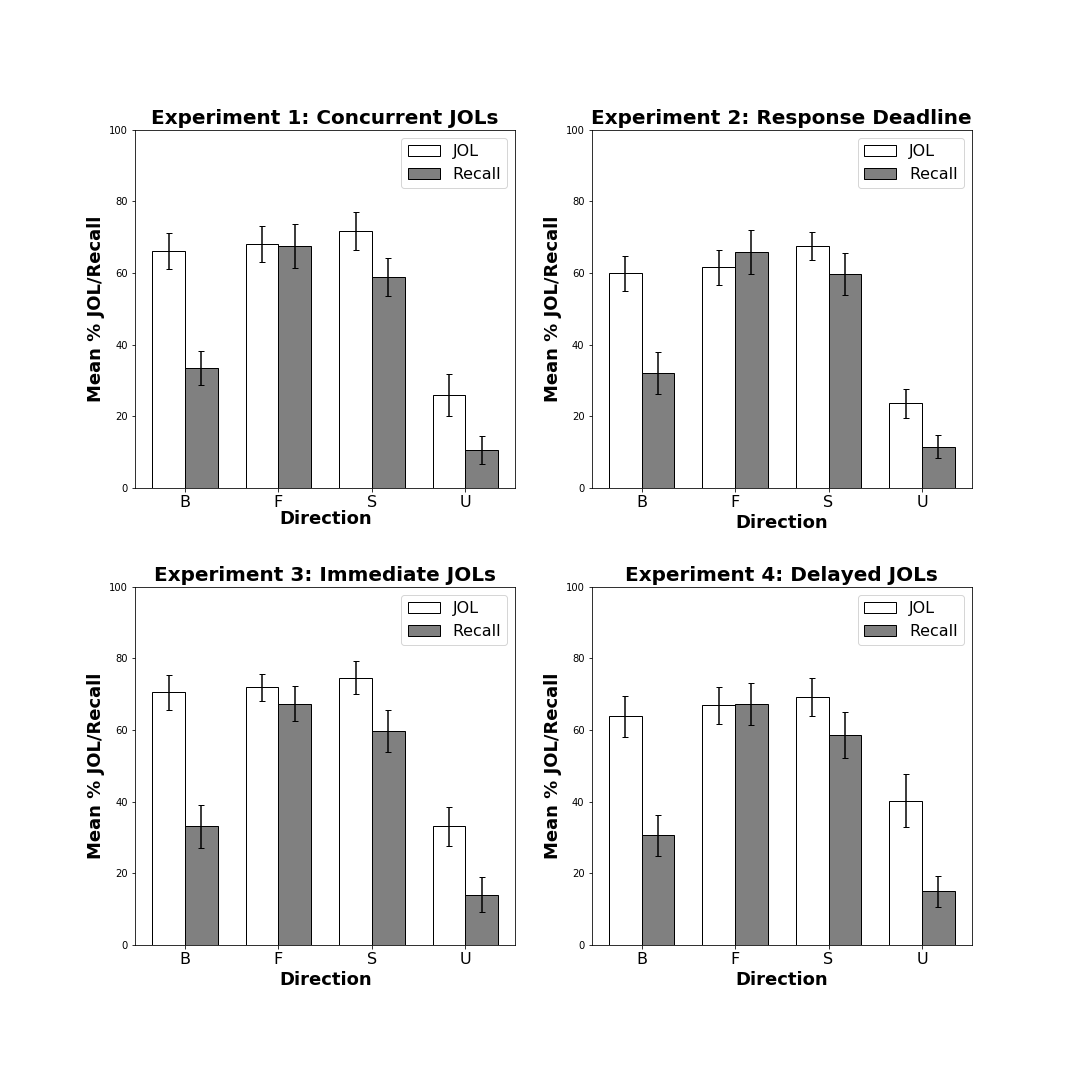 Experiment 1: Concurrent JOLs
Mean % JOL/Recall
100
80
60
40
20
0
JOL
Recall
B F S U
Direction
Experiment 2: Response Deadline
Mean % JOL/Recall
100
80
60
40
20
0
JOL
Recall
B F S U
Direction
Experiment 3: Immediate JOLs
Mean % JOL/Recall
100
80
60
40
20
0
JOL
Recall
B F S U
Direction
Experiment 4: Delayed JOLs
Mean % JOL/Recall
100
80
60
40
20
0
JOL
Recall
B F S U
Direction